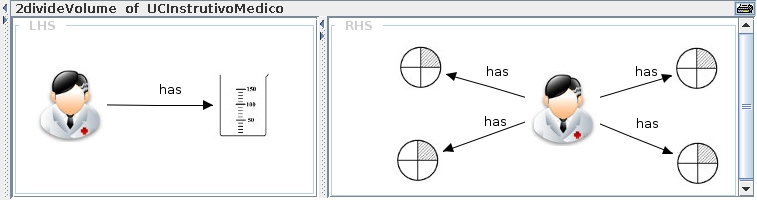 2divideVolume of UCInstrutivoMedico
LHS
RHS
has
150
100
50
has
has
has
has